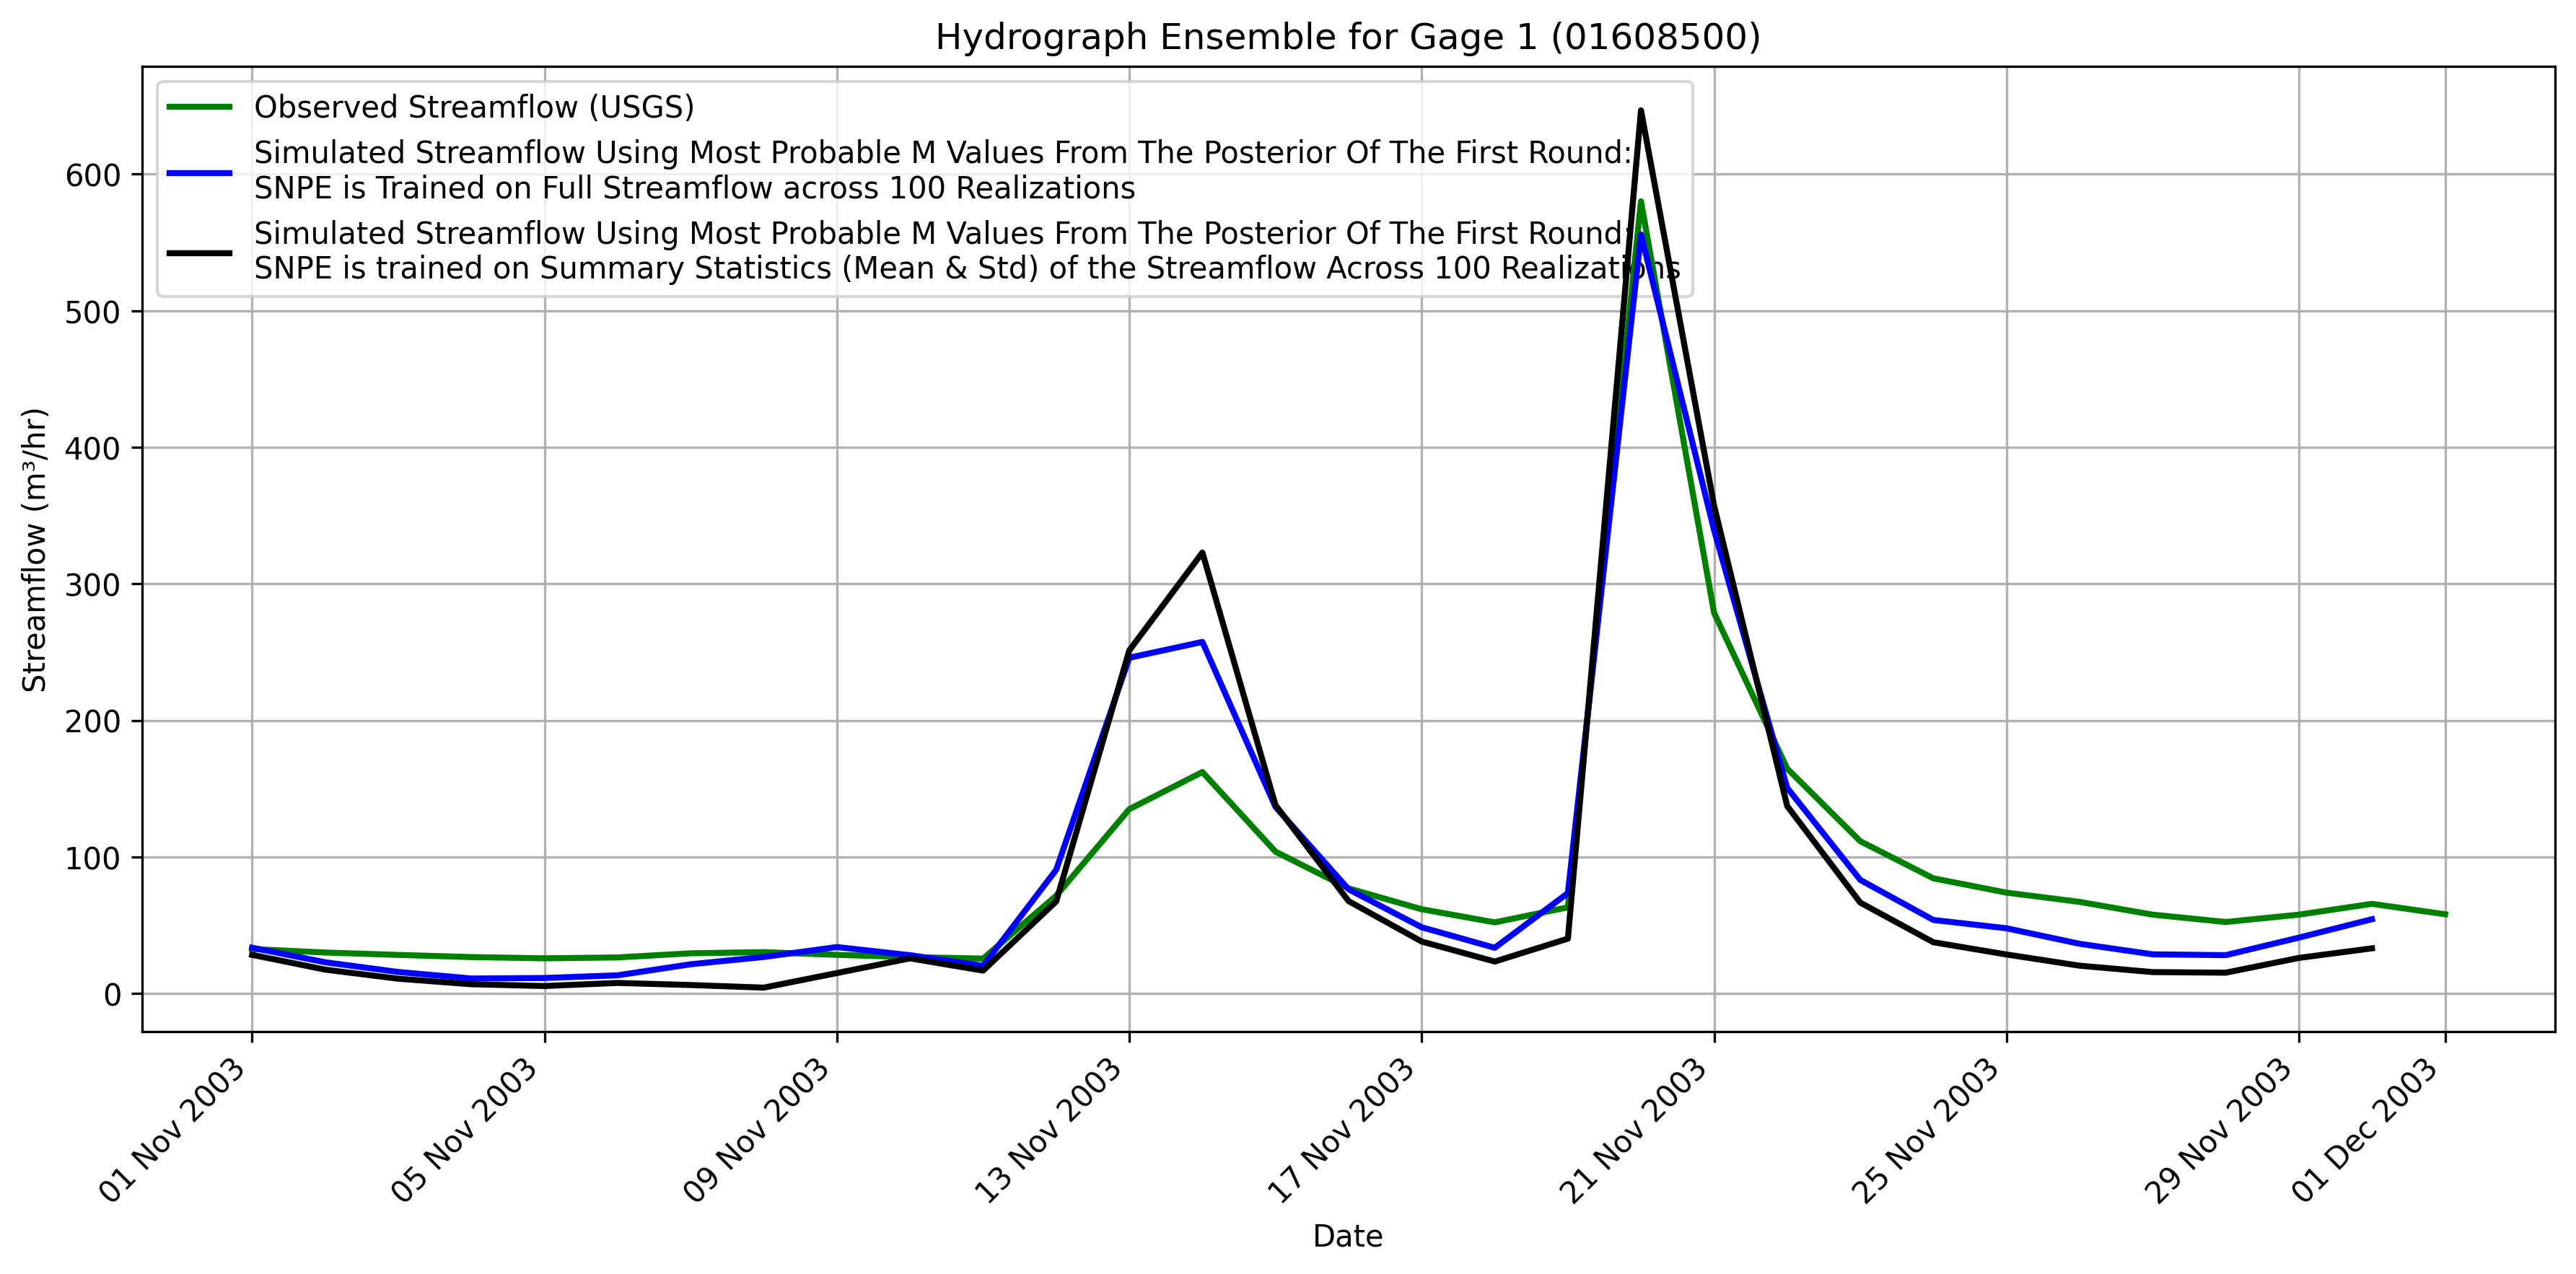 Hydrograph Ensemble for Gage 1 (01608500)
Observed Streamflow (USGS)
Simulated Streamflow Using Most Probable M Values From The Posterior Of The First Round:
SNPE is Trained on Full Streamflow across 100 Realizations
Simulated Streamflow Using Most Probable M Values From The Posterior Of The First Round:
SNPE is trained on Summary Statistics (Mean & Std) of the Streamflow Across 100 Realizations
Streamflow (m³/hr)
600
500
400
300
200
100
0
01 Nov 2003
05 Nov 2003
09 Nov 2003
13 Nov 2003
17 Nov 2003
21 Nov 2003
25 Nov 2003
29 Nov 2003
01 Dec 2003
Date